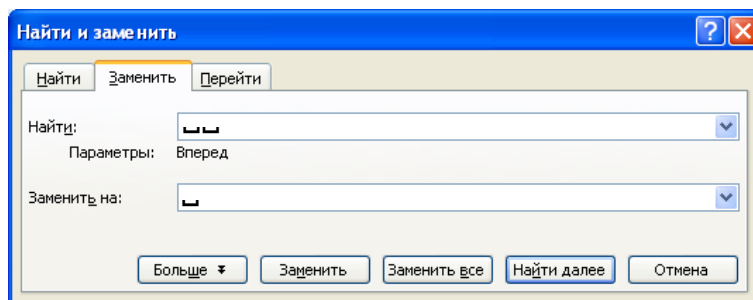 Найти и заменить
Найти Заменить Перейти
Найти: ␣␣
Параметры: Вперед
Заменить на: ␣
Больше Заменить Заменить все Найти далее Отмена